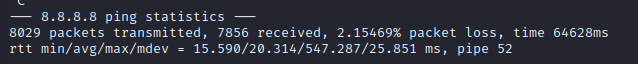 C
--- 8.8.8.8 ping statistics ---
8029 packets transmitted, 7856 received, 2.15469% packet loss, time 64628ms
rtt min/avg/max/mdev = 15.590/20.314/547.287/25.851 ms, pipe 52